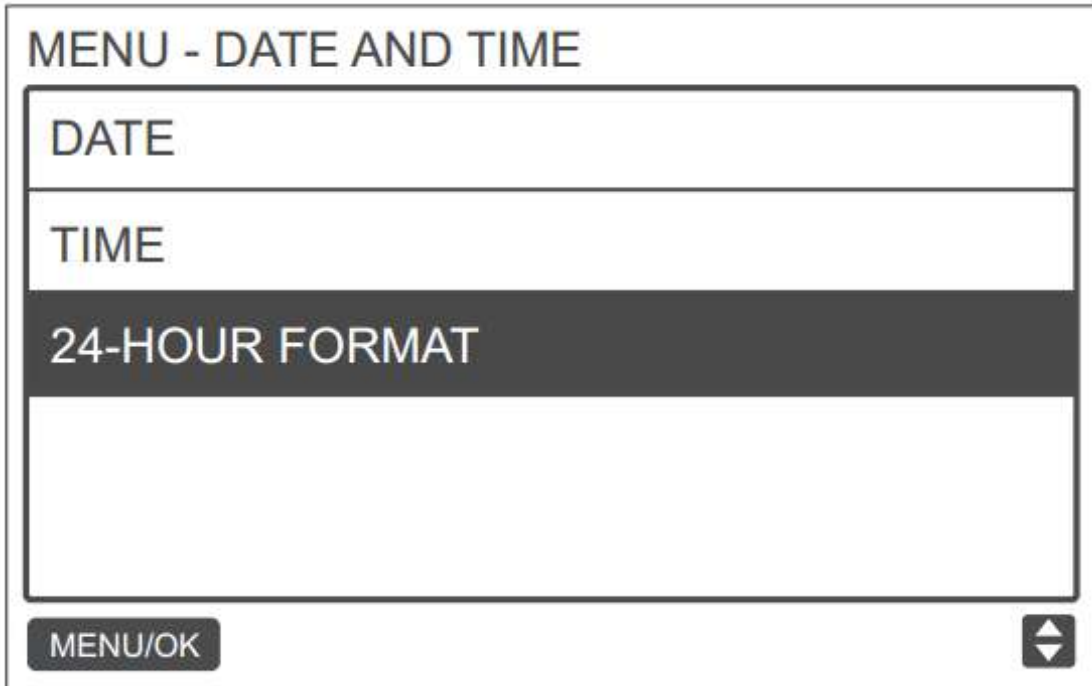 MENU - DATE AND TIME
DATE
TIME
24-HOUR FORMAT
MENU/OK